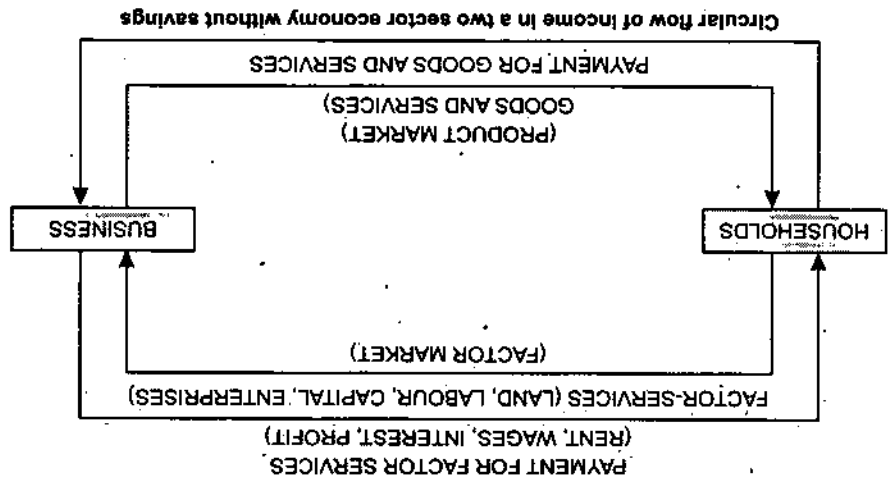 PAYMENT FOR FACTOR SERVICES
(RENT, WAGES, INTEREST, PROFIT)
FACTOR-SERVICES (LAND, LABOUR, CAPITAL, ENTERPRISES)
(FACTOR MARKET)
HOUSEHOLDS
BUSINESS
(PRODUCT MARKET)
GOODS AND SERVICES)
PAYMENT FOR GOODS AND SERVICES
Circular flow of income in a two sector economy without savings